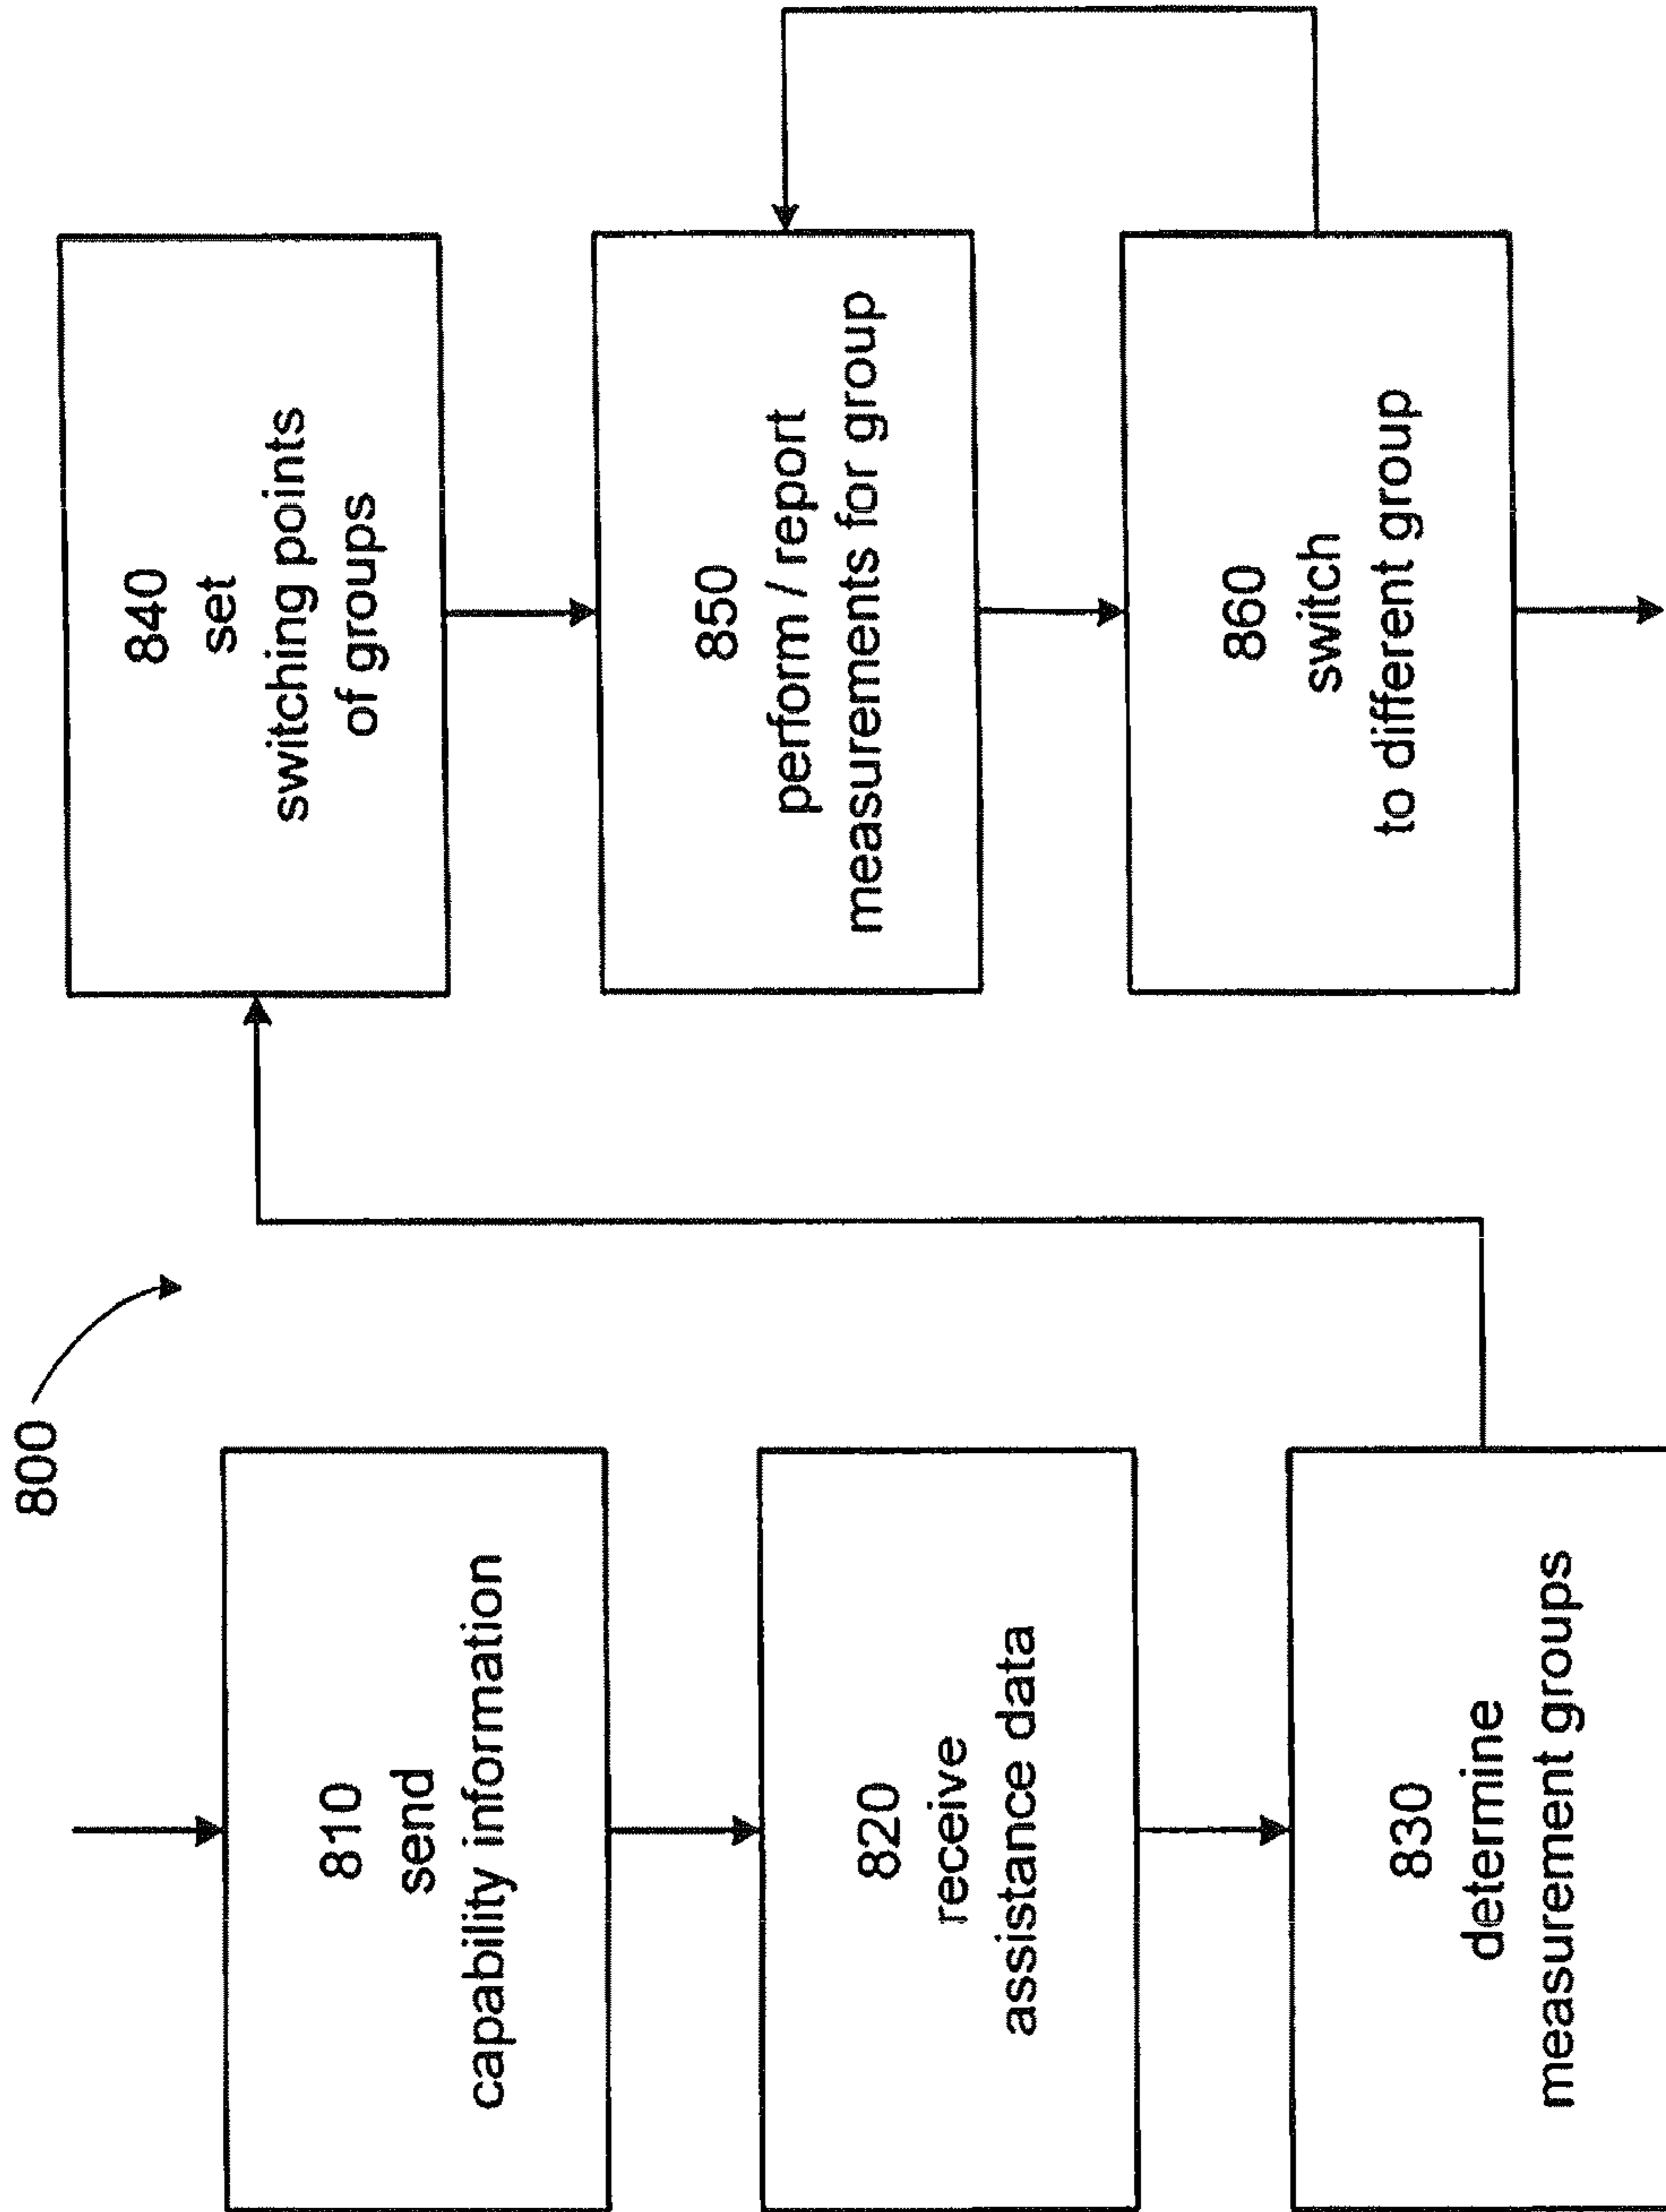 800
810
send
capability information
820
receive
assistance data
830
determine
measurement groups
840
set
switching points
of groups
850
perform / report
measurements for group
860
switch
to different group